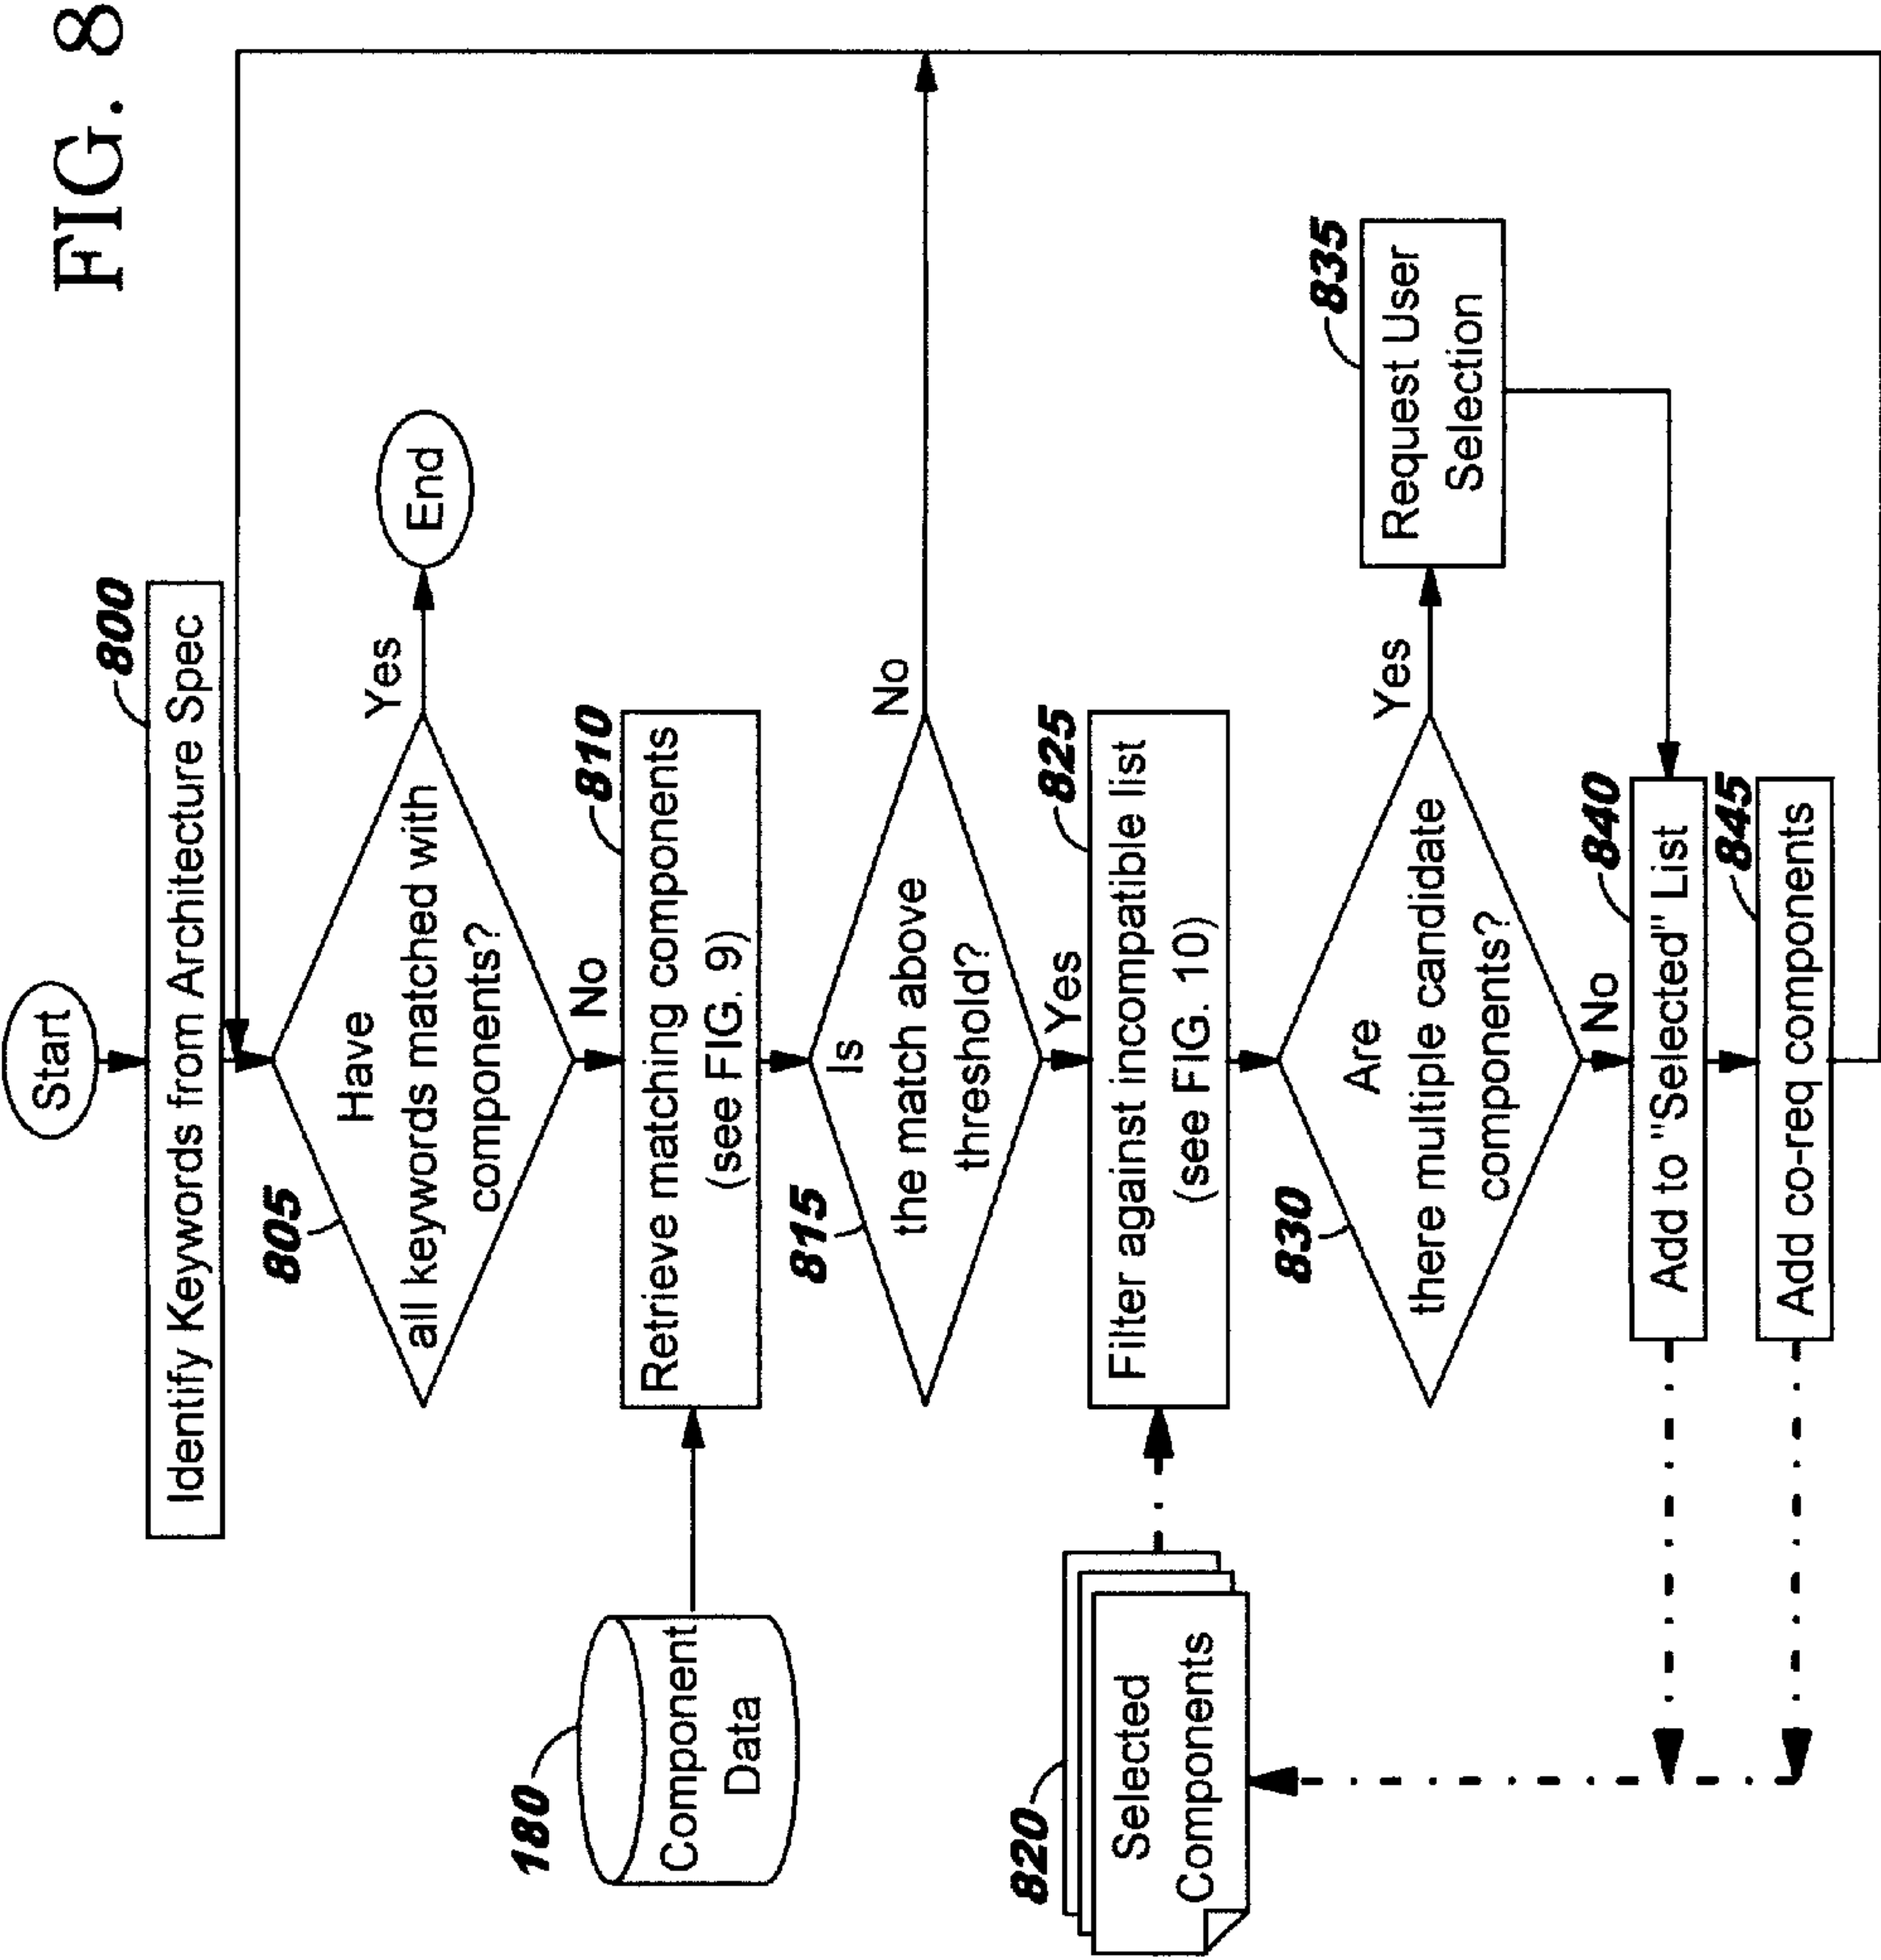 FIG. 8
Start
800
Identify Keywords from Architecture Spec
805
Have
all keywords matched with
components?
Yes
End
No
180
Component
Data
810
Retrieve matching components
(see FIG. 9)
815
Is
the match above
threshold?
No
Yes
820
Selected
Components
825
Filter against incompatible list
(see FIG. 10)
830
Are
there multiple candidate
components?
Yes
835
Request User
Selection
No
840
Add to "Selected" List
845
Add co-req components